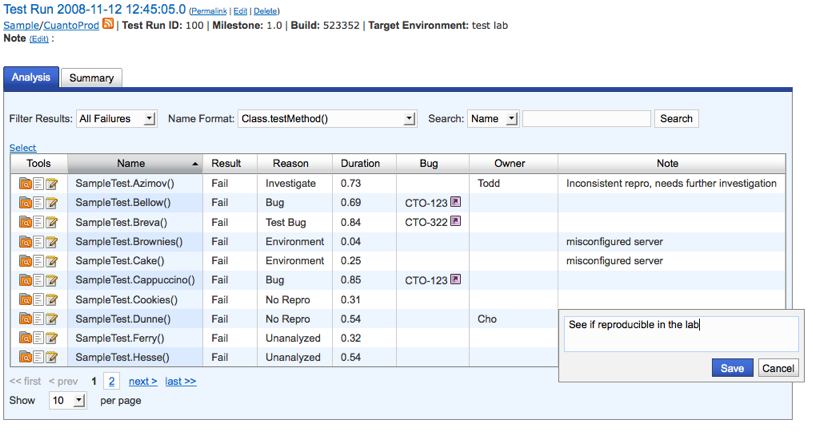 Test Run 2008-11-12 12:45:05.0 (Permalink | Edit | Delete)
Sample/CuantoProd | Test Run ID: 100 | Milestone: 1.0 | Build: 523352 | Target Environment: test lab
Note (Edit) :
Analysis Summary
Filter Results: All Failures Name Format: Class.testMethod() Search: Name Search
Select
Tools Name Result Reason Duration Bug Owner Note
SampleTest.Azimov() Fail Investigate 0.73 Todd Inconsistent repro, needs further investigation
SampleTest.Bellow() Fail Bug 0.69 CTO-123
SampleTest.Breva() Fail Test Bug 0.84 CTO-322
SampleTest.Brownies() Fail Environment 0.04 misconfigured server
SampleTest.Cake() Fail Environment 0.25 misconfigured server
SampleTest.Cappuccino() Fail Bug 0.85 CTO-123
SampleTest.Cookies() Fail No Repro 0.31
SampleTest.Dunne() Fail No Repro 0.54 Cho
See if reproducible in the lab
SampleTest.Ferry() Fail Unanalyzed 0.32
SampleTest.Hesse() Fail Unanalyzed 0.54
Save Cancel
<< first < prev 1 2 next > last >>
Show 10 per page